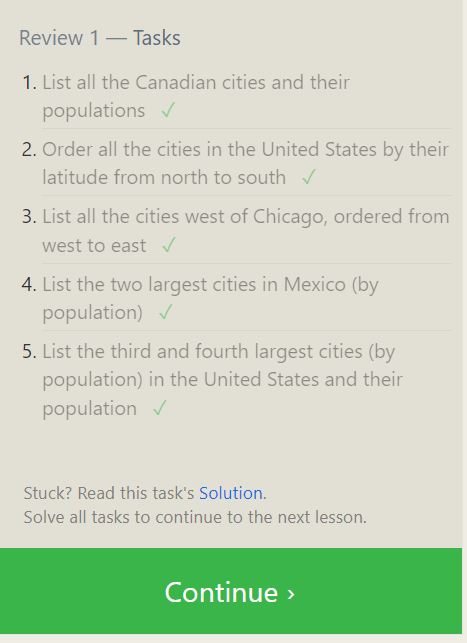 Review 1 — Tasks
1. List all the Canadian cities and their
populations ✓
2. Order all the cities in the United States by their
latitude from north to south ✓
3. List all the cities west of Chicago, ordered from
west to east ✓
4. List the two largest cities in Mexico (by
population) ✓
5. List the third and fourth largest cities (by
population) in the United States and their
population ✓
Stuck? Read this task's Solution.
Solve all tasks to continue to the next lesson.
Continue ›